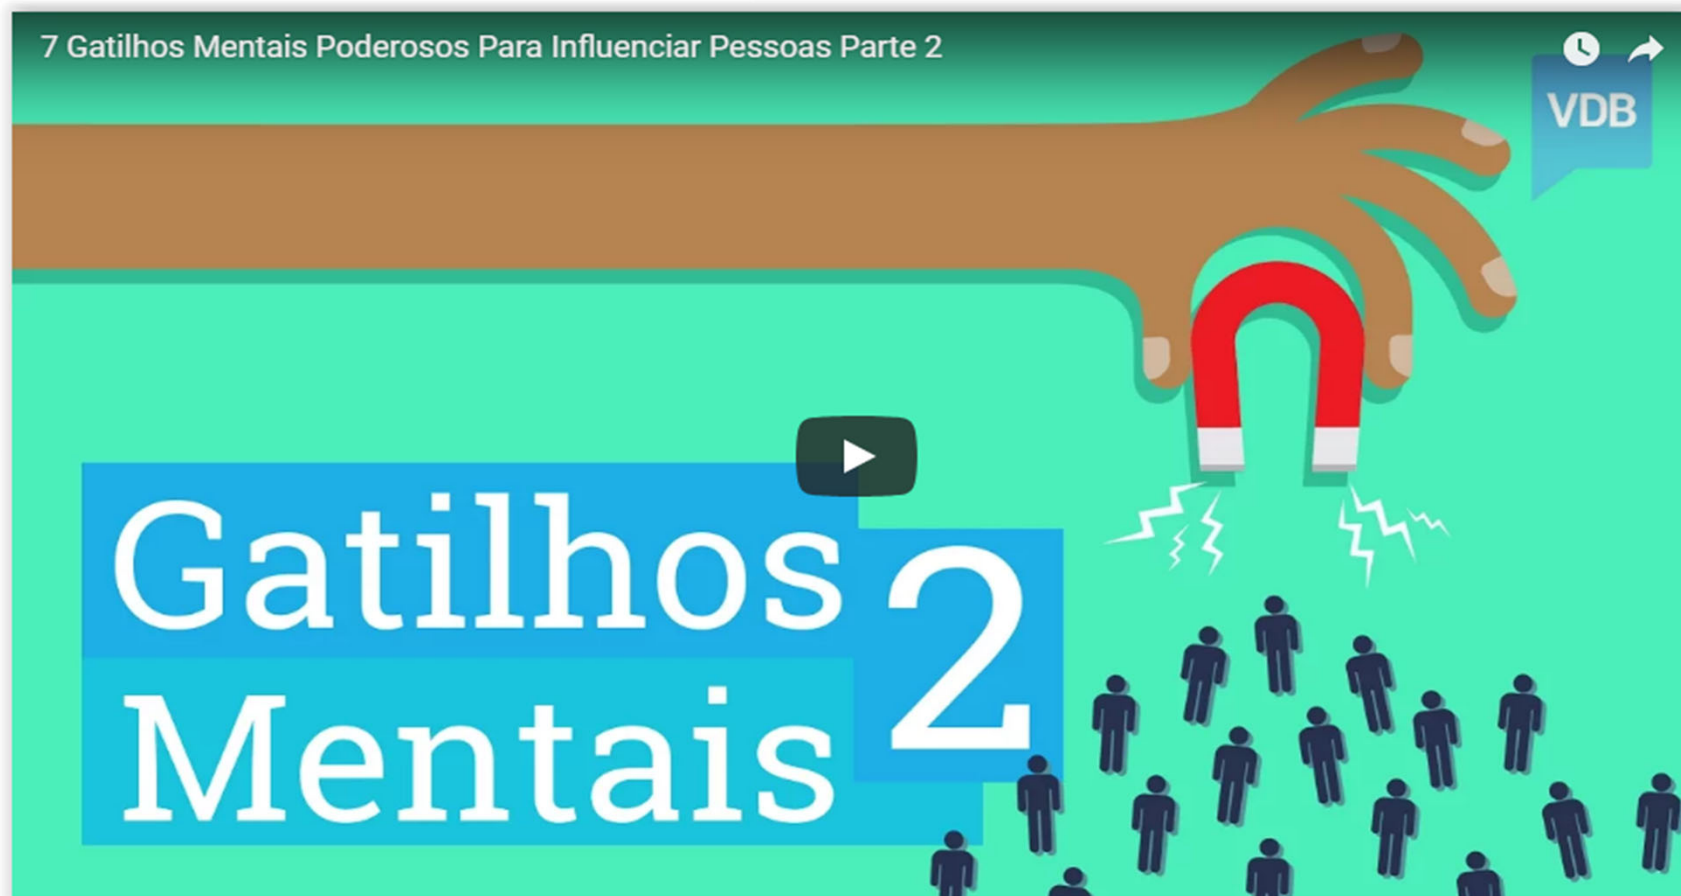 7 Gatilhos Mentais Poderosos Para Influenciar Pessoas Parte 2
VDB
Gatilhos
2
Mentais